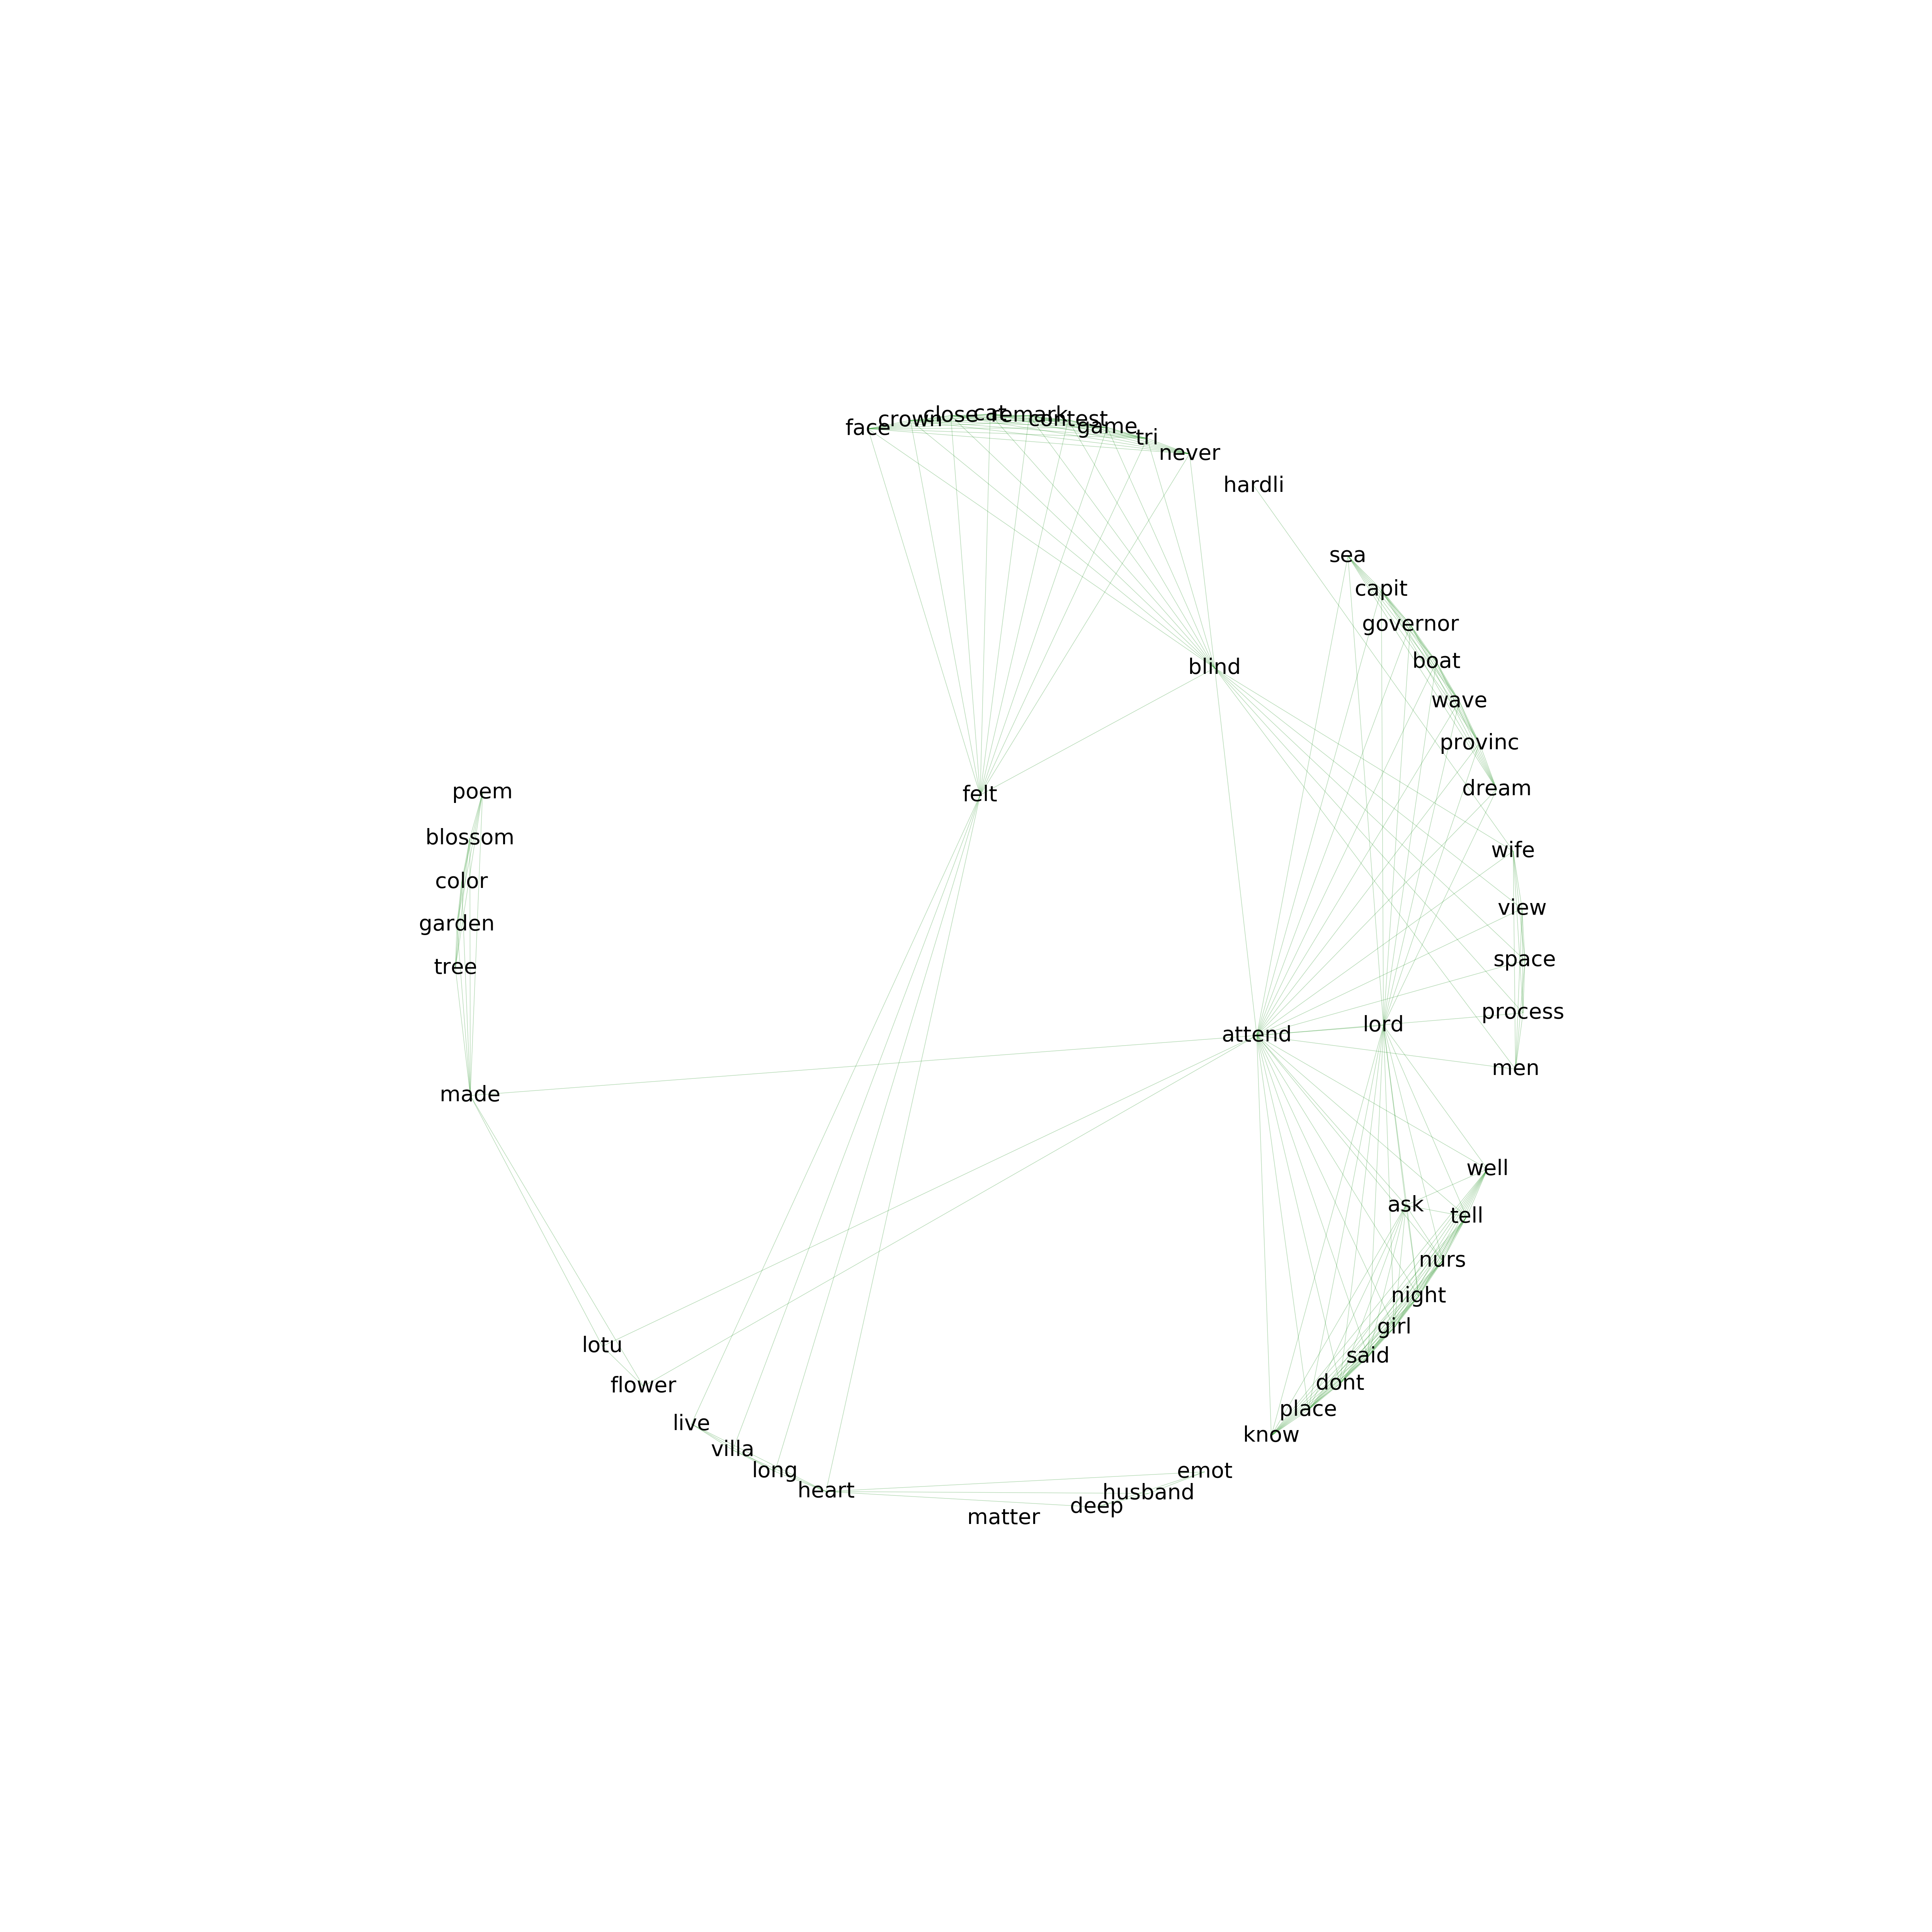 cat
close
remark
crown
contest
game
face
tri
never
hardli
sea
capit
governor
boat
blind
wave
provinc
dream
poem
felt
blossom
wife
color
view
garden
space
tree
process
lord
attend
men
made
well
ask
tell
nurs
night
girl
lotu
said
dont
flower
place
live
know
villa
long
emot
heart
husband
deep
matter